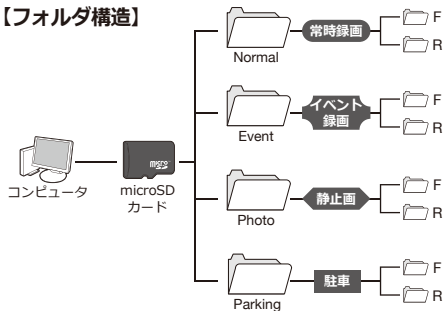 【フォルダ構造】
Normal
常時録画
F
R
Event
イベント
録画
F
R
コンピュータ
microSD
カード
Photo
静止画
F
R
Parking
駐車
F
R